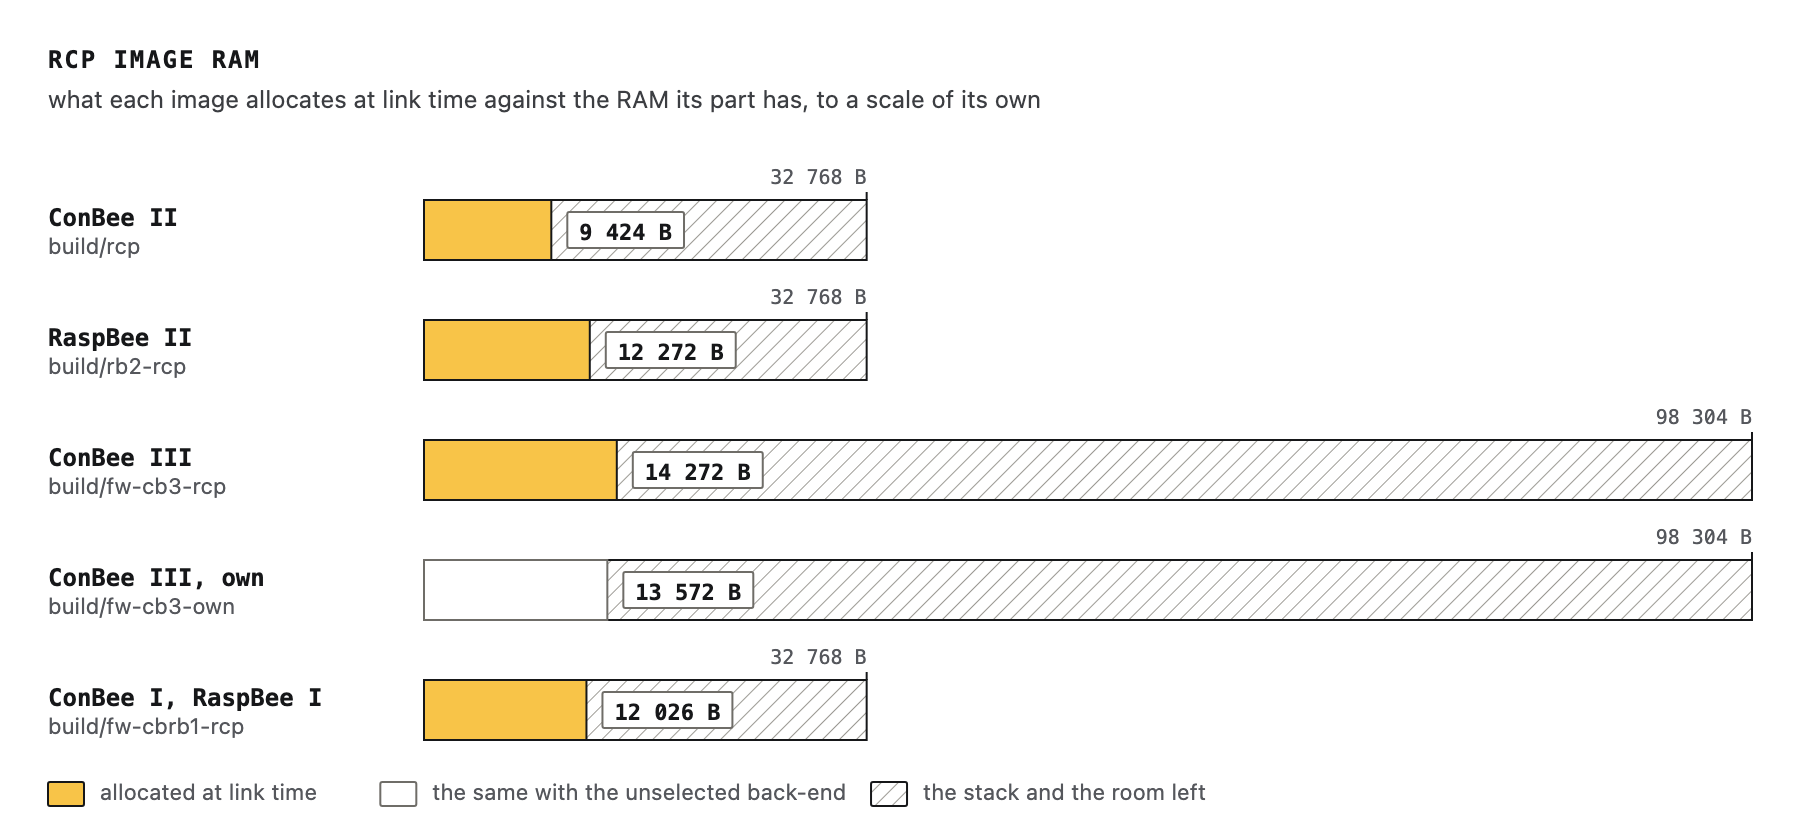 RCP IMAGE RAM
what each image allocates at link time against the RAM its part has, to a scale of its own
32 768 B
ConBee II
build/rcp
9 424 B
32 768 B
RaspBee II
build/rb2-rcp
12 272 B
98 304 B
ConBee III
build/fw-cb3-rcp
14 272 B
98 304 B
ConBee III, own
build/fw-cb3-own
13 572 B
32 768 B
ConBee I, RaspBee I
build/fw-cbrb1-rcp
12 026 B
allocated at link time
the same with the unselected back-end
the stack and the room left